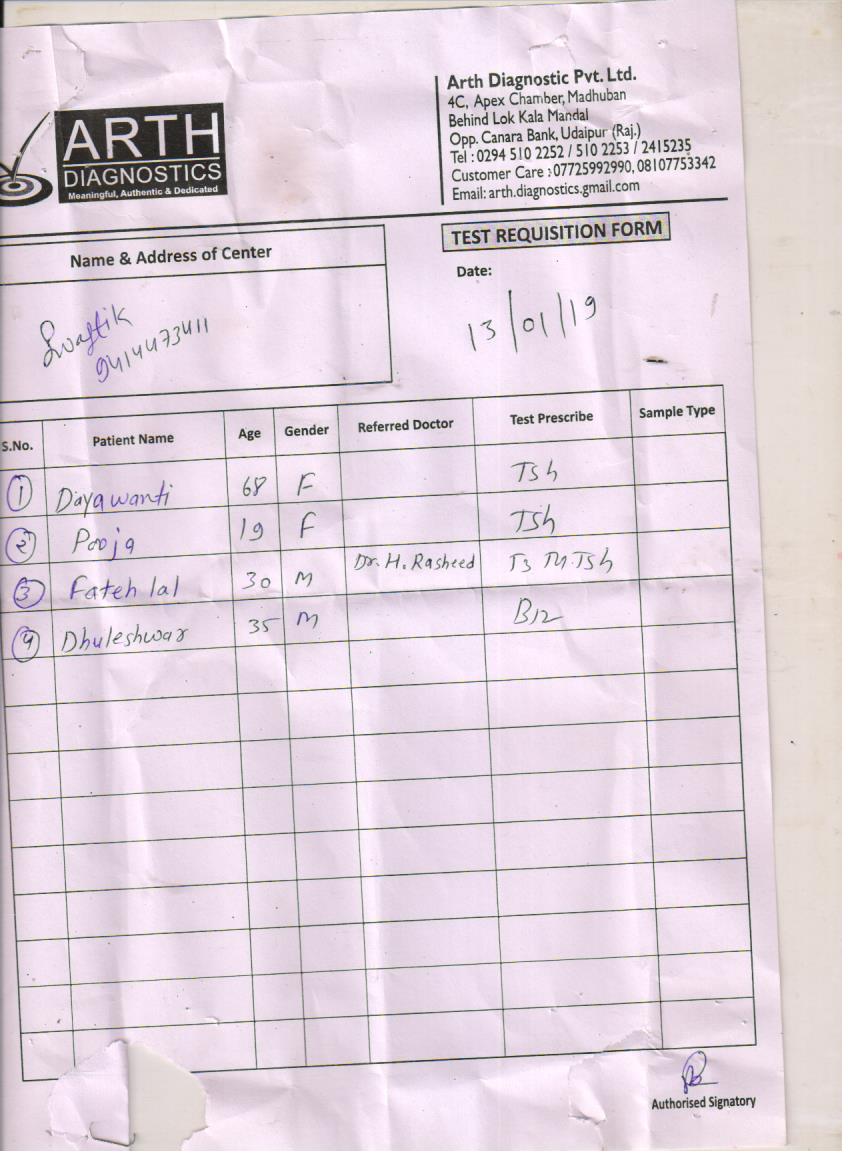 ARTH
DIAGNOSTICS
Meaningful, Authentic & Dedicated
Arth Diagnostic Pvt. Ltd.
4C, Apex Chamber, Madhuban
Behind Lok Kala Mandal
Opp. Canara Bank, Udaipur (Raj.)
Tel : 0294 510 2252 / 510 2253 / 2415235
Customer Care : 07725992990, 08107753342
Email: arth.diagnostics.gmail.com
Name & Address of Center
TEST REQUISITION FORM
Date:
Swastik
9414473411
13/01/19
S.No. Patient Name Age Gender Referred Doctor Test Prescribe Sample Type
1 Dayawanti 68 F Tsh
2 Pooja 19 F Tsh
3 Fateh lal 30 M Dr. H. Rasheed T3 T4 Tsh
4 Dhuleshwar 35 M B12
Authorised Signatory